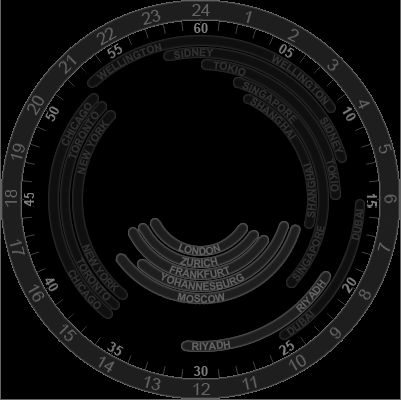 24
1
2
3
4
5
6
7
8
9
10
11
12
13
14
15
16
17
18
19
20
21
22
23
60
05
10
15
20
25
30
35
40
45
50
55
WELLINGTON
WELLINGTON
SiDNEY
SiDNEY
TOKIO
TOKIO
SINGAPORE
SINGAPORE
SHANGHAI
SHANGHAI
DUBAI
DUBAI
RIYADH
RIYADH
CHICAGO
TORONTO
NEW YORK
NEW YORK
TORONTO
CHICAGO
LONDON
ZURICH
FRANKFURT
YOHANNESBURG
MOSCOW